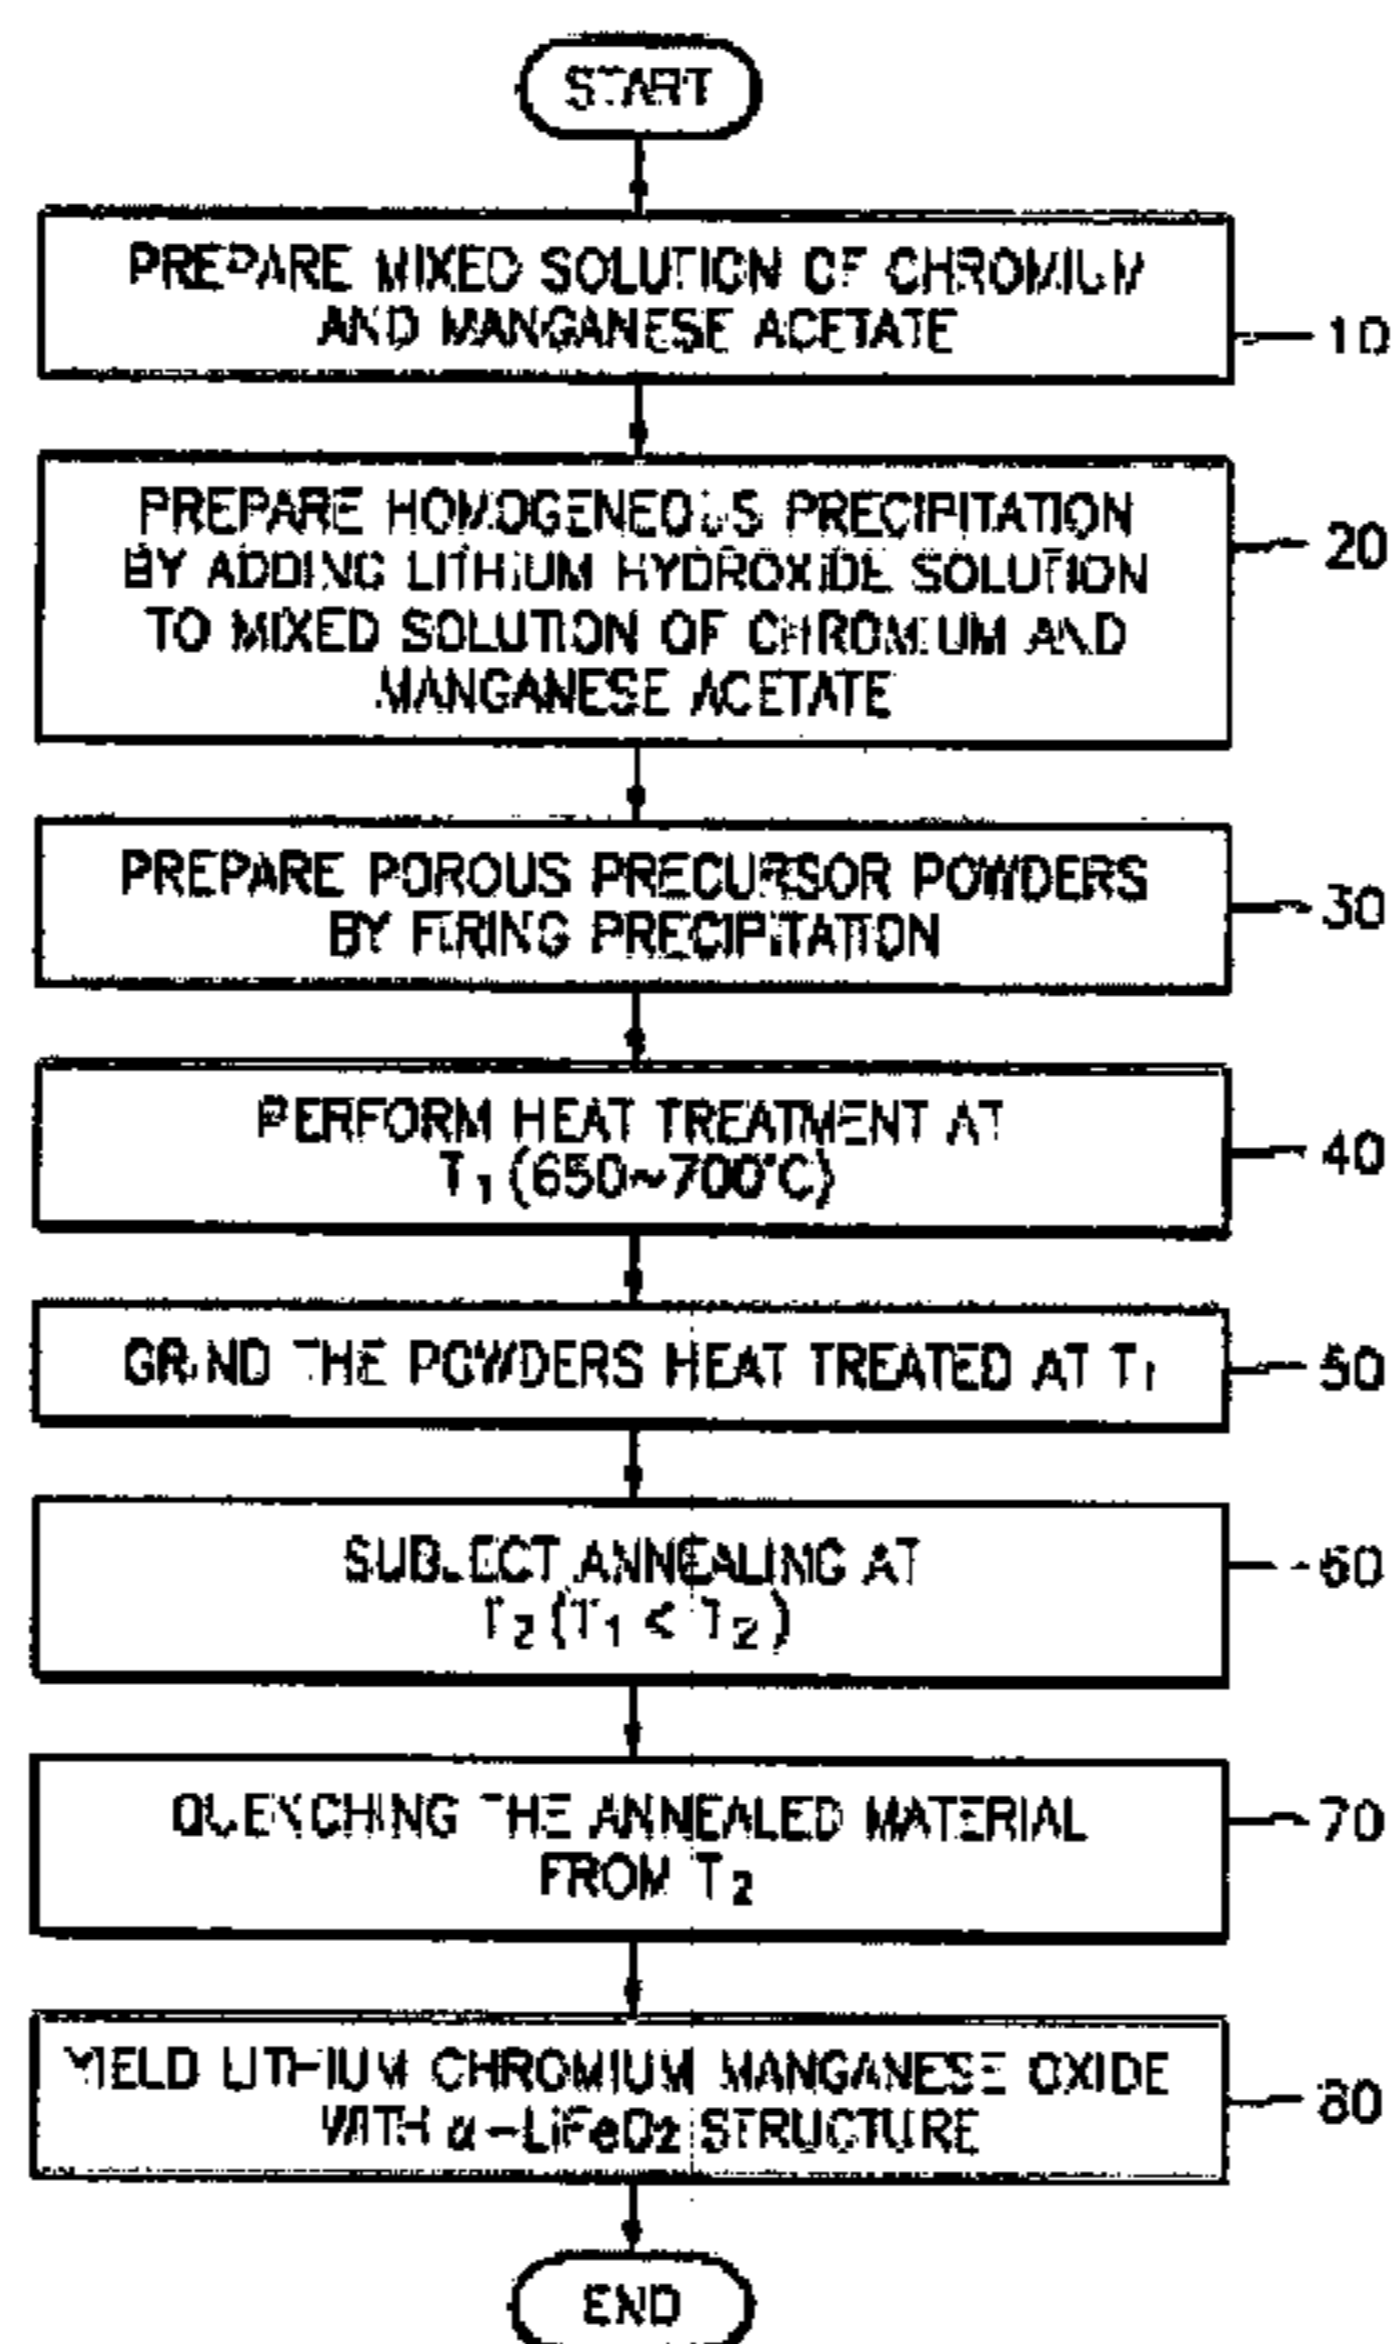 START
PREPARE MIXED SOLUTION OF CHROMIUM
AND MANGANESE ACETATE
10
PREPARE HOMOGENEOUS PRECIPITATION
BY ADDING LITHIUM HYDROXIDE SOLUTION
TO MIXED SOLUTION OF CHROMIUM AND
MANGANESE ACETATE
20
PREPARE POROUS PRECURSOR POWDERS
BY FIRING PRECIPITATION
30
PERFORM HEAT TREATMENT AT
T₁ (650~700°C)
40
GRIND THE POWDERS HEAT TREATED AT T₁
50
SUBJECT ANNEALING AT
T₂ (T₁ < T₂)
60
QUENCHING THE ANNEALED MATERIAL
FROM T₂
70
YIELD LITHIUM CHROMIUM MANGANESE OXIDE
WITH α-LiFeO₂ STRUCTURE
80
END